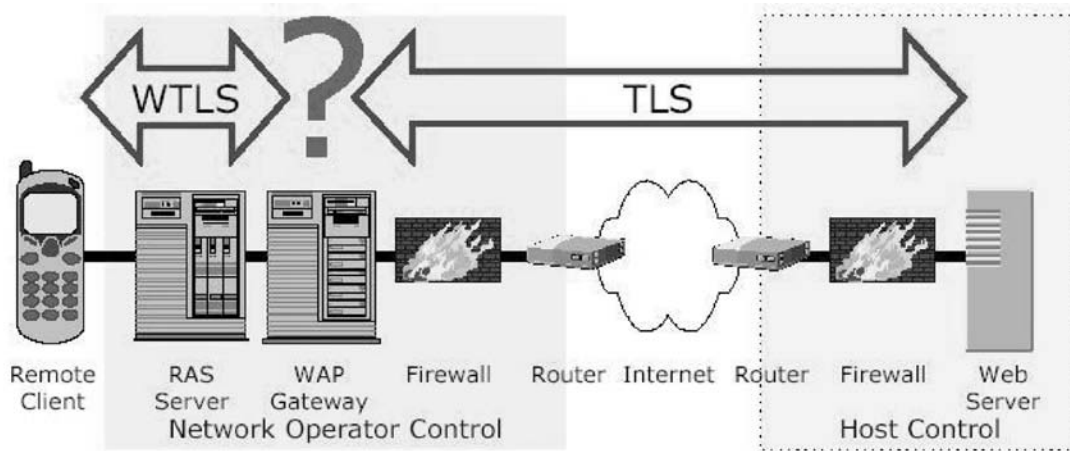 WTLS
?
TLS
Remote
Client
RAS
Server
WAP
Gateway
Firewall
Router
Internet
Router
Firewall
Web
Server
Network Operator Control
Host Control